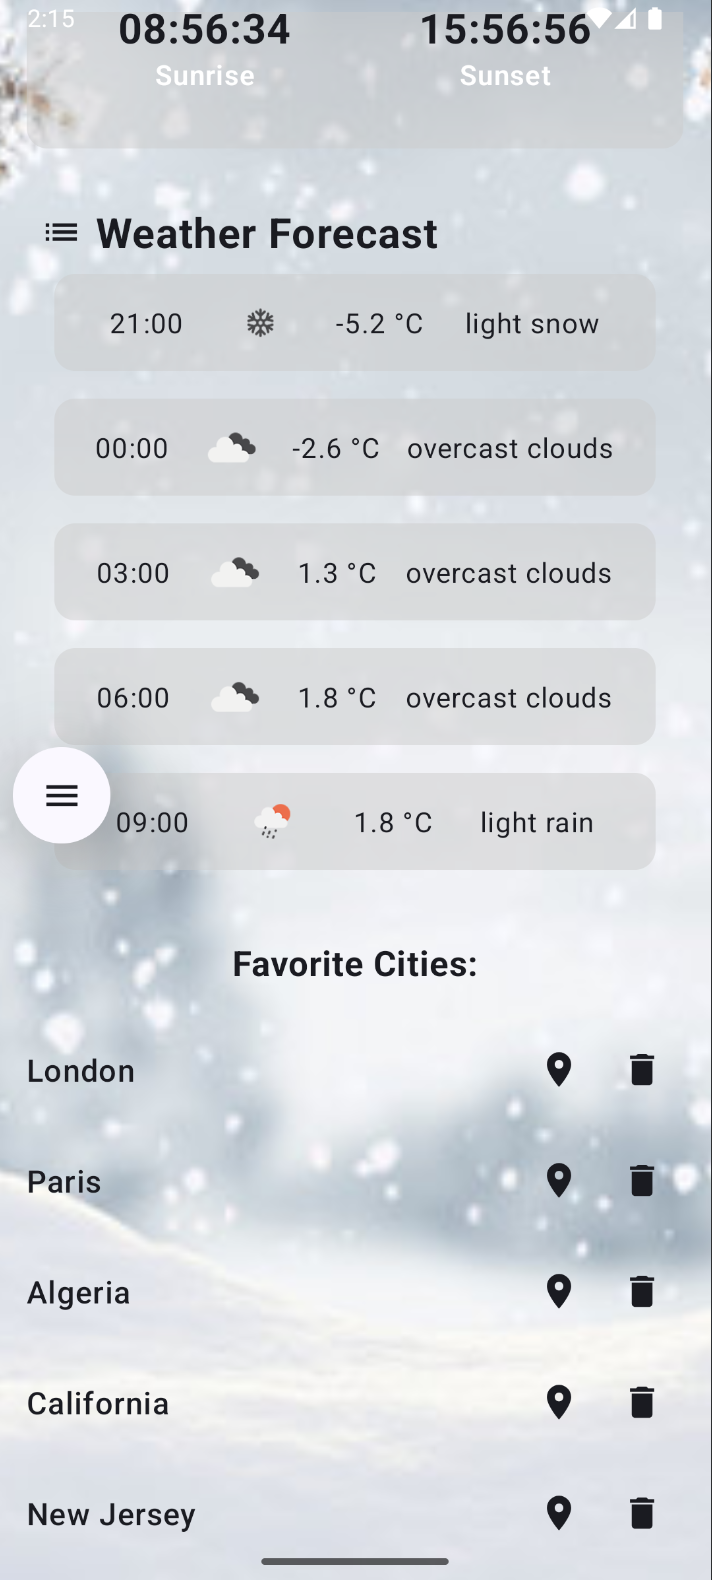 2:15
08:56:34 15:56:56
Sunrise Sunset
Weather Forecast
21:00 -5.2 °C light snow
00:00 -2.6 °C overcast clouds
03:00 1.3 °C overcast clouds
06:00 1.8 °C overcast clouds
09:00 1.8 °C light rain
Favorite Cities:
London
Paris
Algeria
California
New Jersey